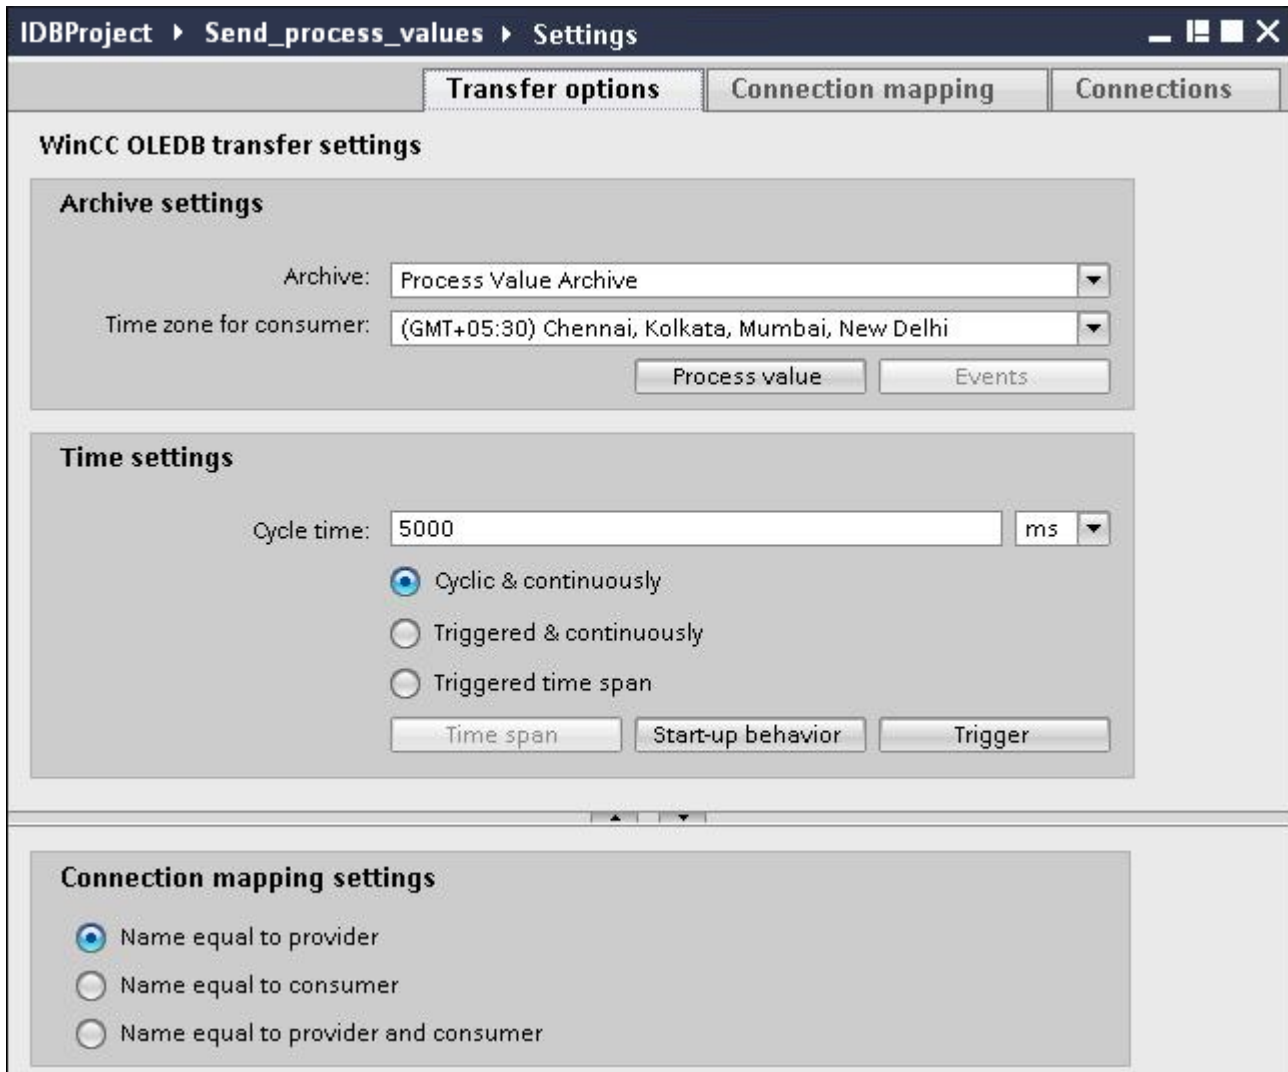 IDBProject ▸ Send_process_values ▸ Settings
Transfer options Connection mapping Connections
WinCC OLEDB transfer settings
Archive settings
Archive: Process Value Archive
Time zone for consumer: (GMT+05:30) Chennai, Kolkata, Mumbai, New Delhi
Process value Events
Time settings
Cycle time: 5000 ms
Cyclic & continuously
Triggered & continuously
Triggered time span
Time span Start-up behavior Trigger
Connection mapping settings
Name equal to provider
Name equal to consumer
Name equal to provider and consumer